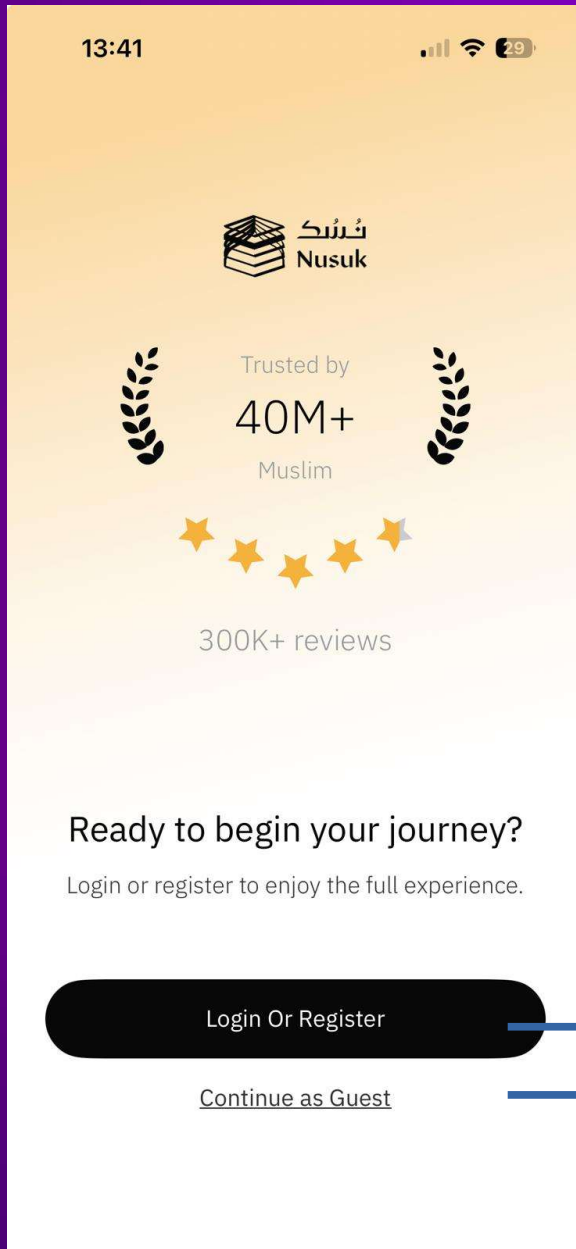 13:41
29
نُسُك
Nusuk
Trusted by
40M+
Muslim
300K+ reviews
Ready to begin your journey?
Login or register to enjoy the full experience.
Login Or Register
Continue as Guest